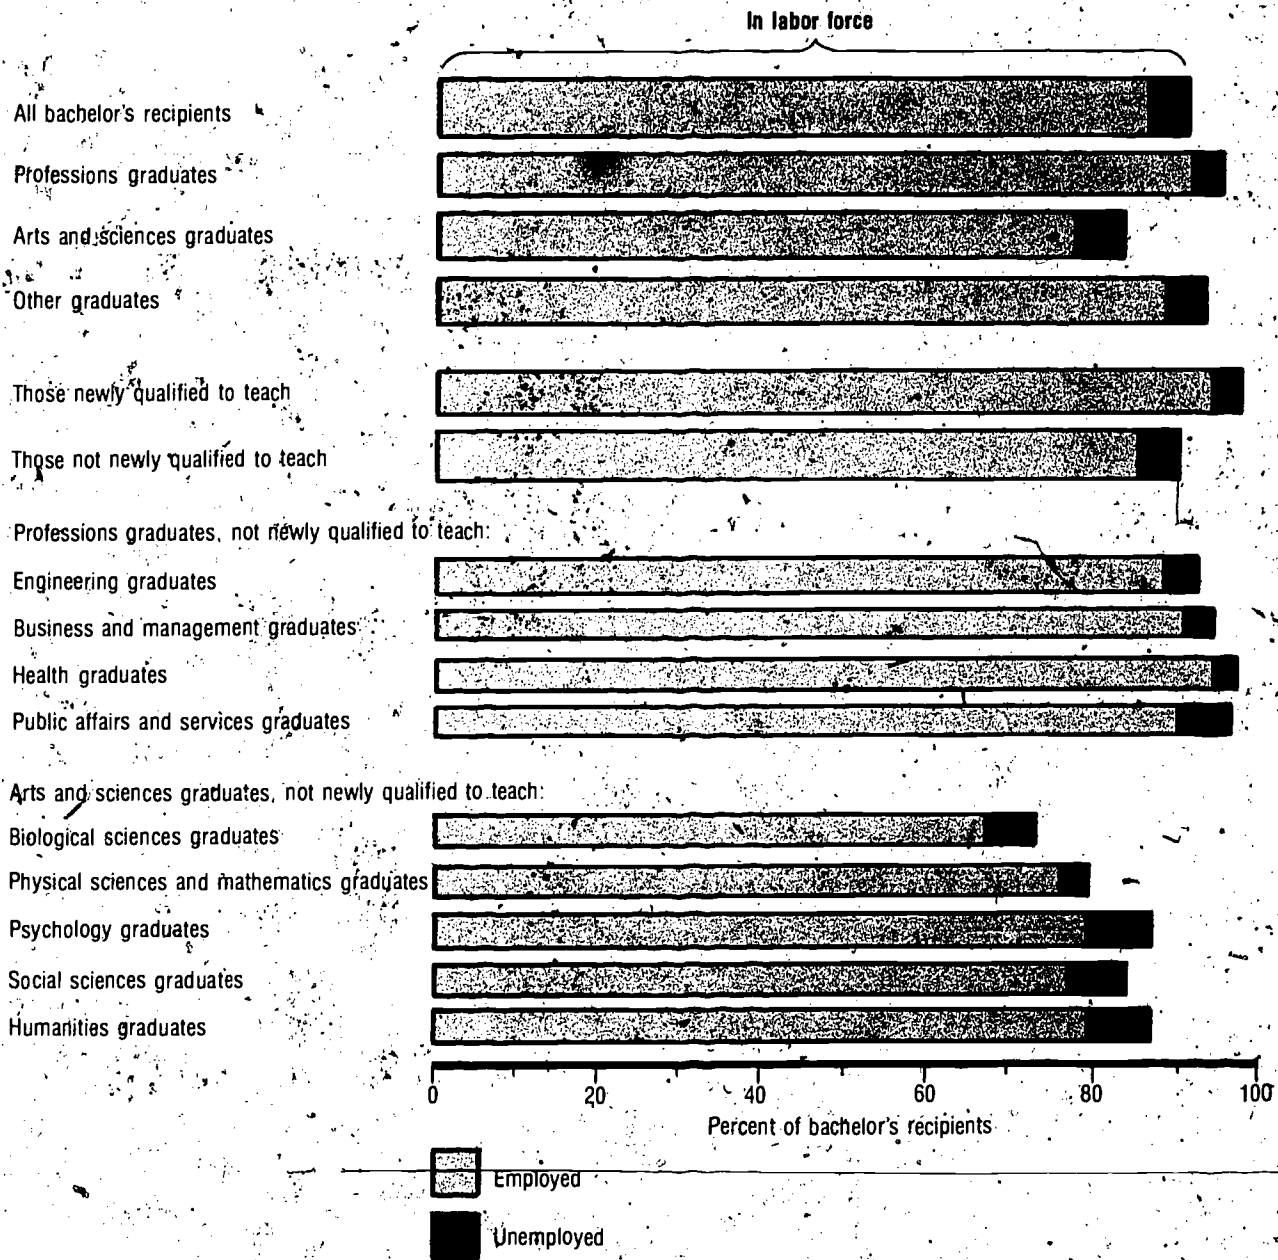 In labor force
All bachelor's recipients
Professions graduates
Arts and sciences graduates
Other graduates
Those newly qualified to teach
Those not newly qualified to teach
Professions graduates, not newly qualified to teach:
Engineering graduates
Business and management graduates
Health graduates
Public affairs and services graduates
Arts and sciences graduates, not newly qualified to teach:
Biological sciences graduates
Physical sciences and mathematics graduates
Psychology graduates
Social sciences graduates
Humanities graduates
0 20 40 60 80 100
Percent of bachelor's recipients
Employed
Unemployed